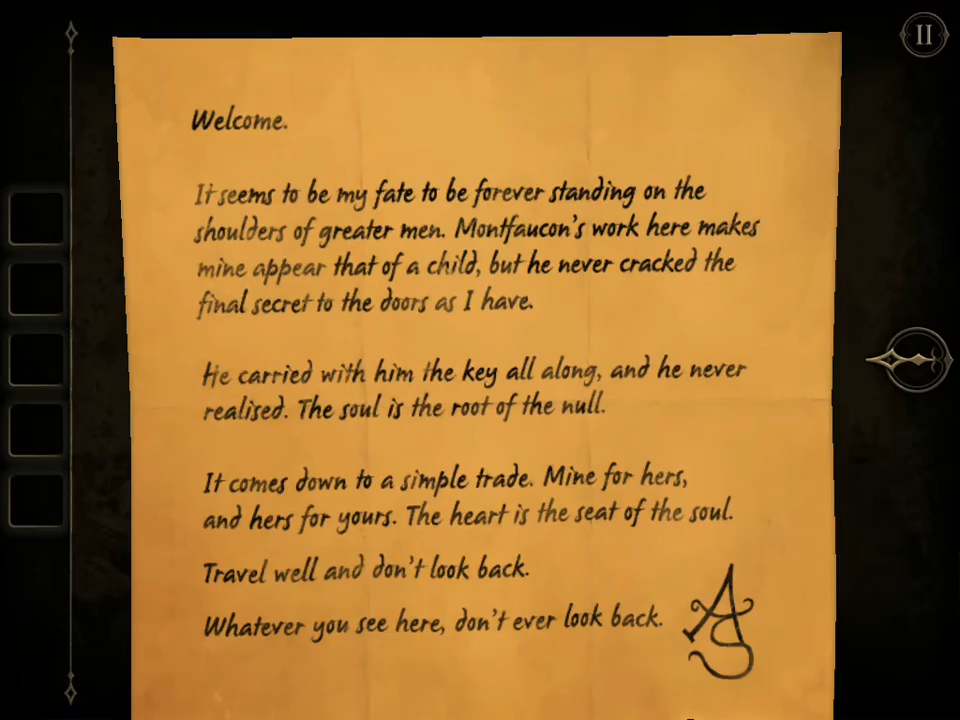 II
Welcome.
It seems to be my fate to be forever standing on the
shoulders of greater men. Montfaucon's work here makes
mine appear that of a child, but he never cracked the
final secret to the doors as I have.
He carried with him the key all along, and he never
realised. The soul is the root of the null.
It comes down to a simple trade. Mine for hers,
and hers for yours. The heart is the seat of the soul.
Travel well and don't look back.
Whatever you see here, don't ever look back.
AS